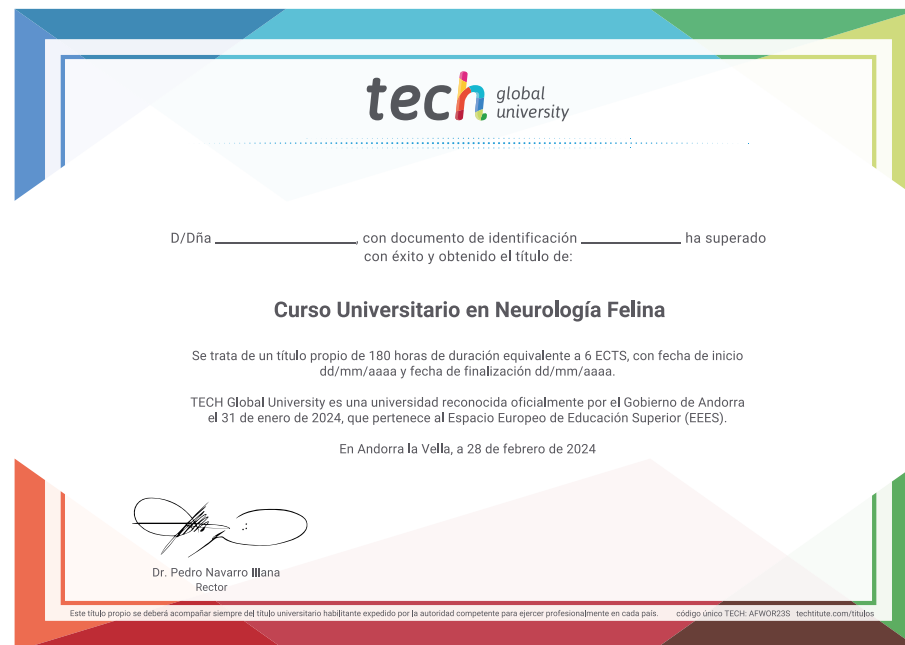 tech global university
D/Dña ______________, con documento de identificación __________ ha superado
con éxito y obtenido el título de:
Curso Universitario en Neurología Felina
Se trata de un título propio de 180 horas de duración equivalente a 6 ECTS, con fecha de inicio
dd/mm/aaaa y fecha de finalización dd/mm/aaaa.
TECH Global University es una universidad reconocida oficialmente por el Gobierno de Andorra
el 31 de enero de 2024, que pertenece al Espacio Europeo de Educación Superior (EEES).
En Andorra la Vella, a 28 de febrero de 2024
Dr. Pedro Navarro Illana
Rector
Este título propio se deberá acompañar siempre del título universitario habilitante expedido por la autoridad competente para ejercer profesionalmente en cada país. código único TECH: AFWOR23S techtitute.com/titulos